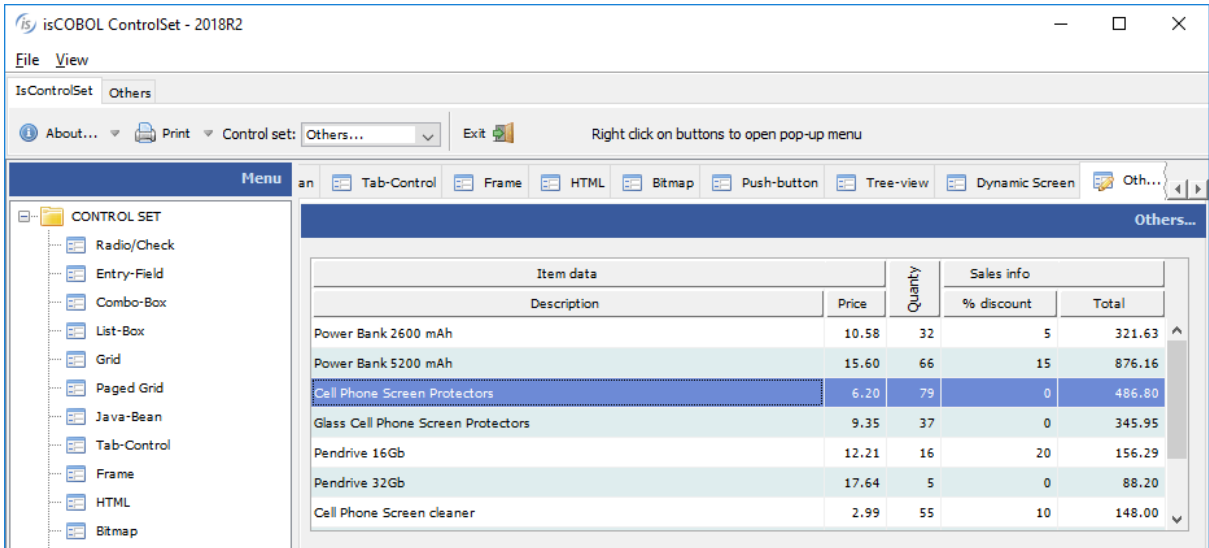 isCOBOL ControlSet - 2018R2
File View
IsControlSet Others
About... Print Control set: Others... Exit Right click on buttons to open pop-up menu
Menu
an Tab-Control Frame HTML Bitmap Push-button Tree-view Dynamic Screen Oth...
CONTROL SET
Radio/Check
Entry-Field
Combo-Box
List-Box
Grid
Paged Grid
Java-Bean
Tab-Control
Frame
HTML
Bitmap
Others...
Item data Quanty Sales info
Description Price % discount Total
Power Bank 2600 mAh 10.58 32 5 321.63
Power Bank 5200 mAh 15.60 66 15 876.16
Cell Phone Screen Protectors 6.20 79 0 486.80
Glass Cell Phone Screen Protectors 9.35 37 0 345.95
Pendrive 16Gb 12.21 16 20 156.29
Pendrive 32Gb 17.64 5 0 88.20
Cell Phone Screen cleaner 2.99 55 10 148.00